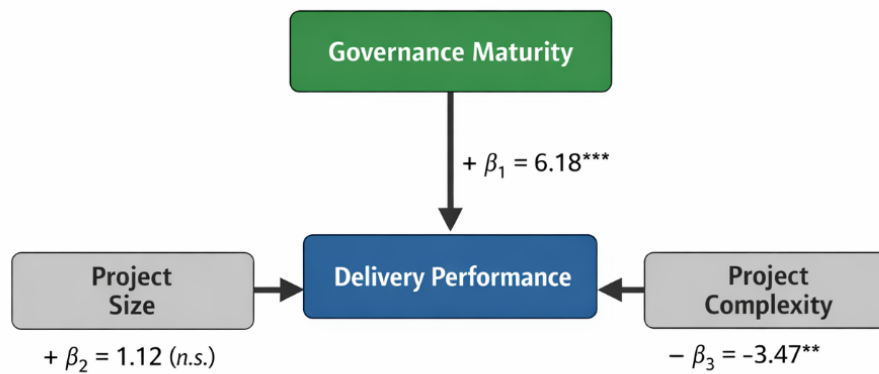 Governance Maturity
+ β₁ = 6.18***
Project
Size
Delivery Performance
Project
Complexity
+ β₂ = 1.12 (n.s.)
− β₃ = -3.47**